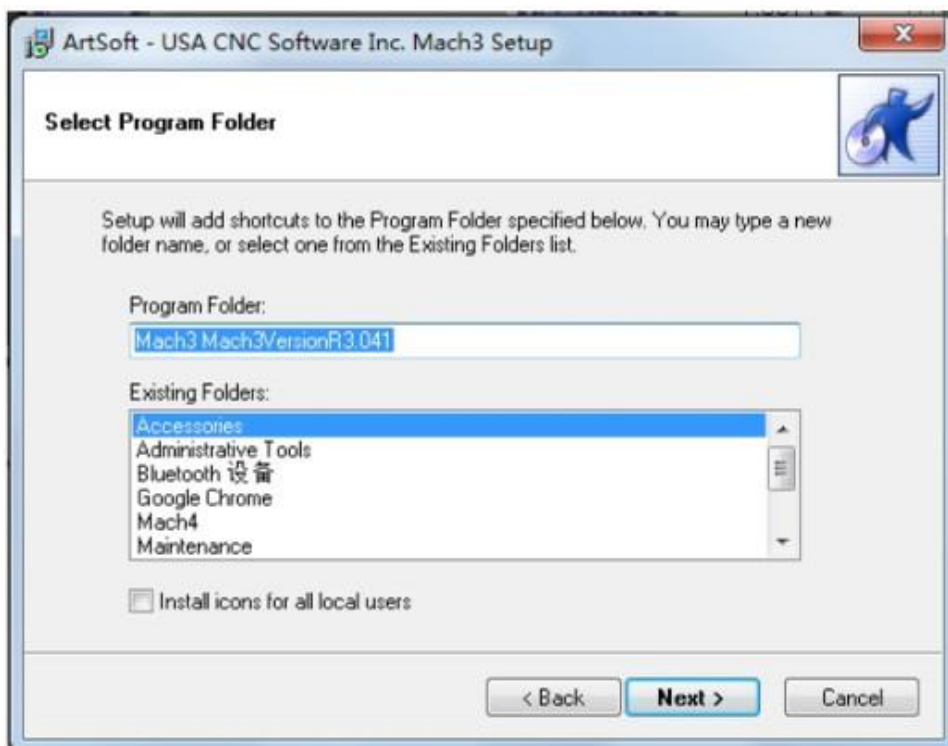 ArtSoft - USA CNC Software Inc. Mach3 Setup
Select Program Folder
Setup will add shortcuts to the Program Folder specified below. You may type a new
folder name, or select one from the Existing Folders list.
Program Folder:
Mach3 Mach3VersionR3.041
Existing Folders:
Accessories
Administrative Tools
Bluetooth 设备
Google Chrome
Mach4
Maintenance
Install icons for all local users
< Back
Next >
Cancel